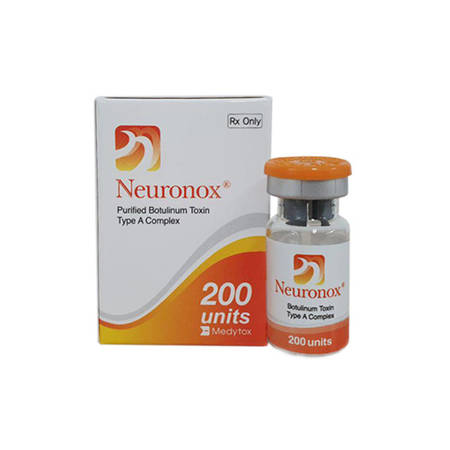 Rx Only
Neuronox®
Purified Botulinum Toxin
Type A Complex
200
units
Medytox
Neuronox®
Botulinum Toxin
Type A Complex
200 units